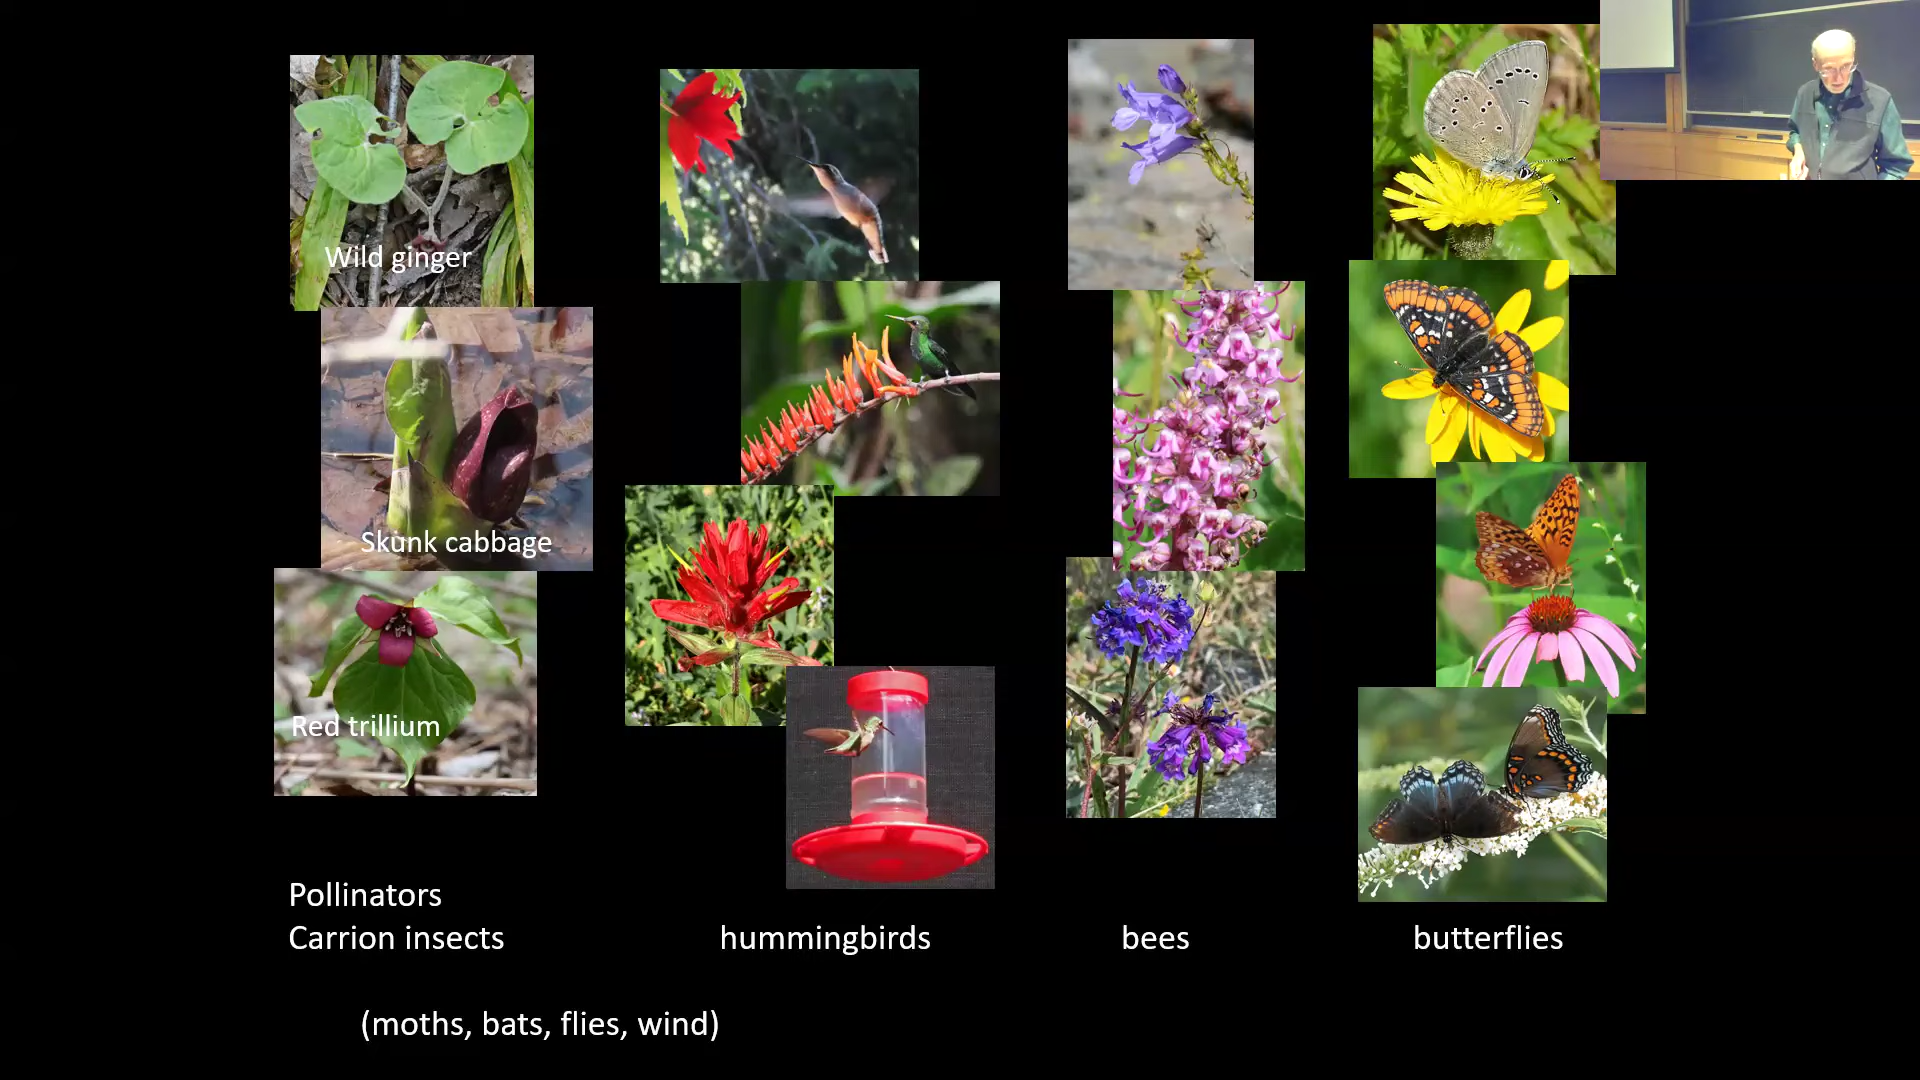 Wild ginger
Skunk cabbage
Red trillium
Pollinators
Carrion insects
hummingbirds
bees
butterflies
(moths, bats, flies, wind)